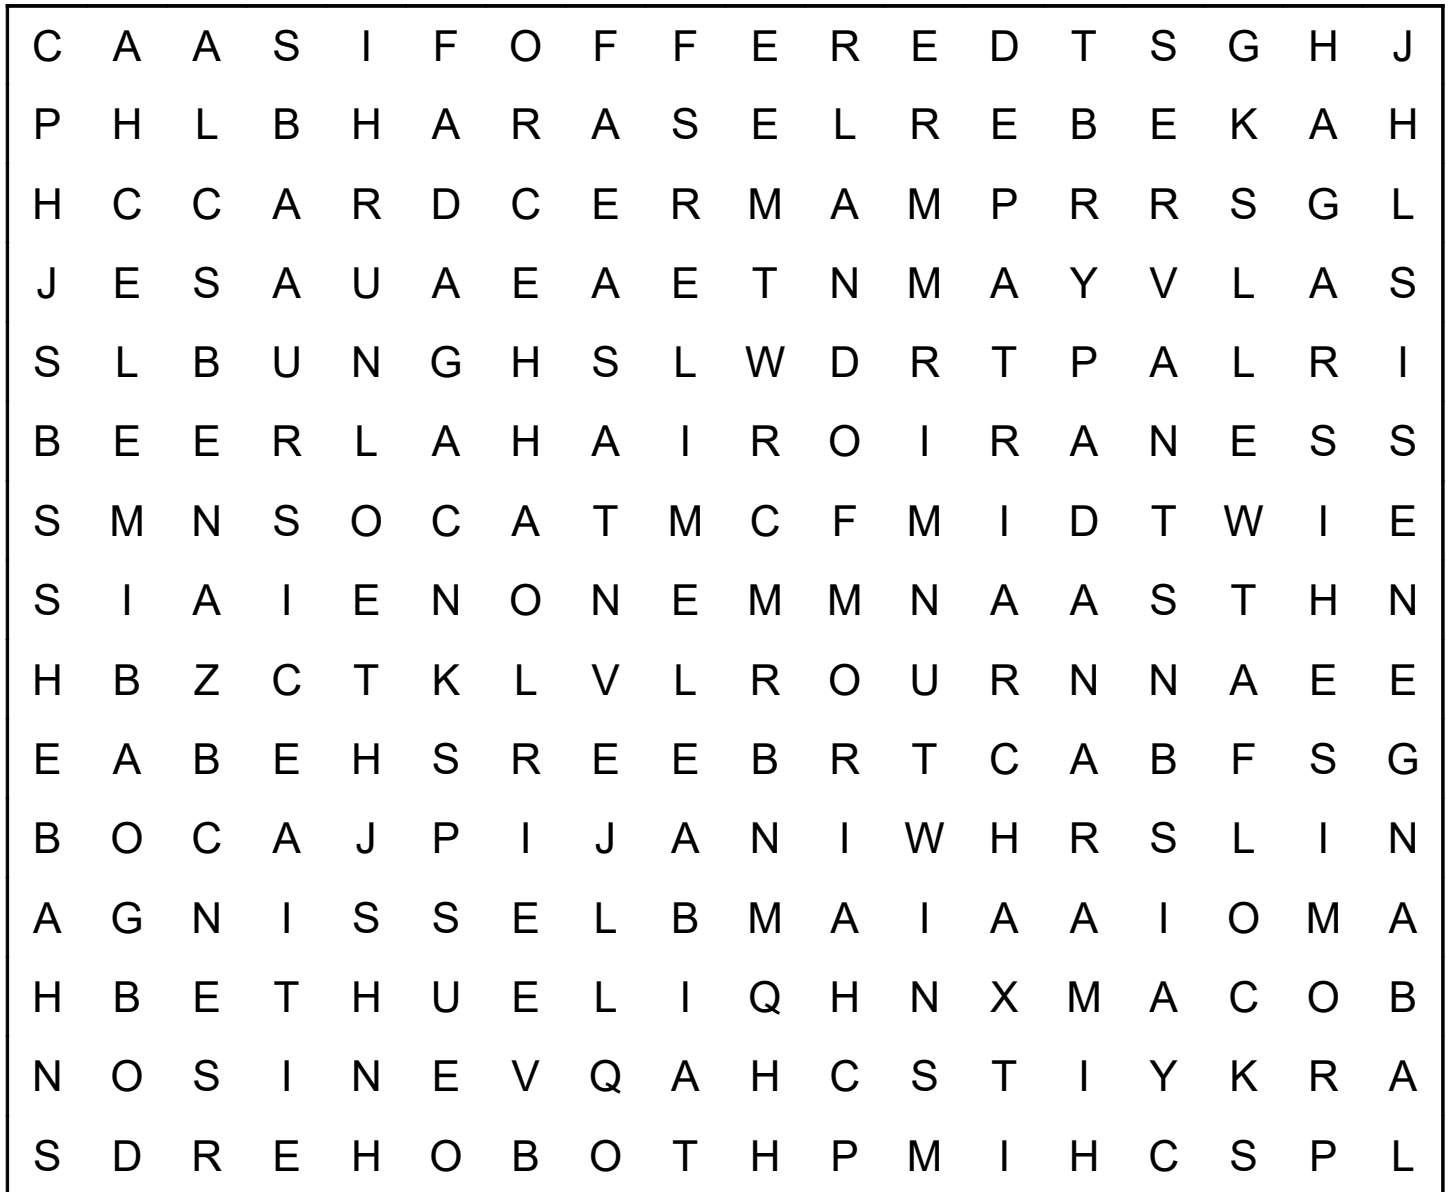 C A A S I F O F F E R E D T S G H J
P H L B H A R A S E L R E B E K A H
H C C A R D C E R M A M P R R S G L
J E S A U A E A E T N M A Y V L A S
S L B U N G H S L W D R T P A L R I
B E E R L A H A I R O I R A N E S S
S M N S O C A T M C F M I D T W I E
S I A I E N O N E M M N A A S T H N
H B Z C T K L V L R O U R N N A E E
E A B E H S R E E B R T C A B F S G
B O C A J P I J A N I W H R S L I N
A G N I S S E L B M A I A A I O M A
H B E T H U E L I Q H N X M A C O B
N O S I N E V Q A H C S T I Y K R A
S D R E H O B O T H P M I H C S P L